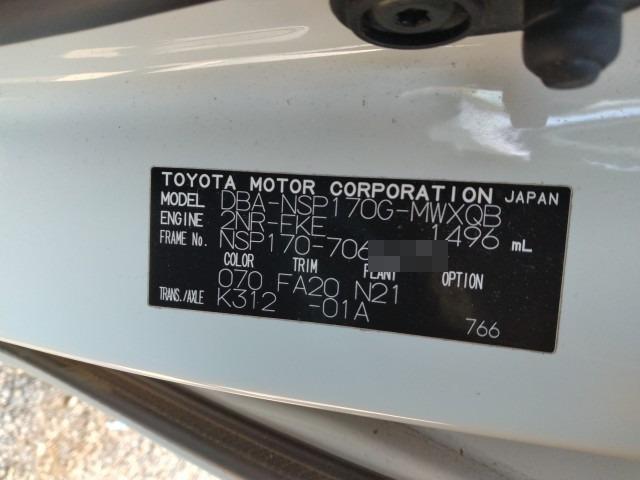 TOYOTA MOTOR CORPORATION JAPAN
MODEL DBA-NSP170G-MWXQB
ENGINE 2NR-FKE 1496 mL
FRAME No. NSP170-706
COLOR TRIM PLANT OPTION
070 FA20 N21
TRANS./AXLE K312 -01A
766